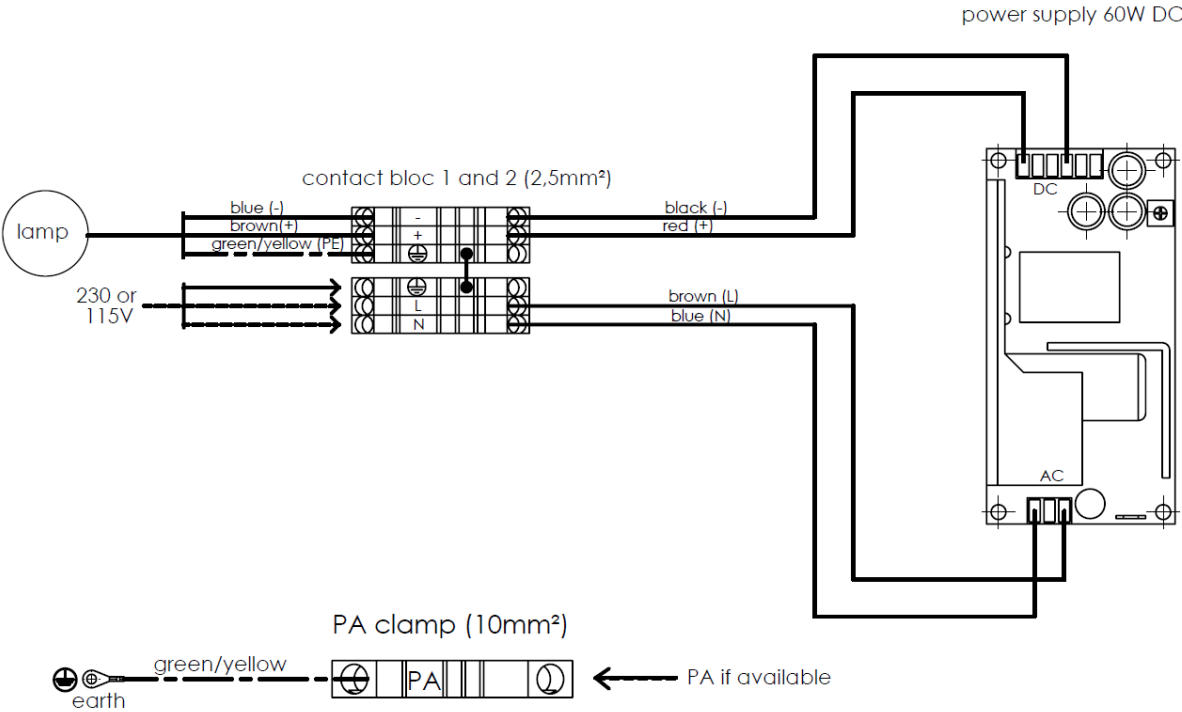 power supply 60W DC
contact bloc 1 and 2 (2,5mm²)
DC
blue (-)
-
black (-)
lamp
brown(+)
+
red (+)
green/yellow (PE)
230 or
115V
L
brown (L)
N
blue (N)
AC
PA clamp (10mm²)
green/yellow
PA
PA if available
earth